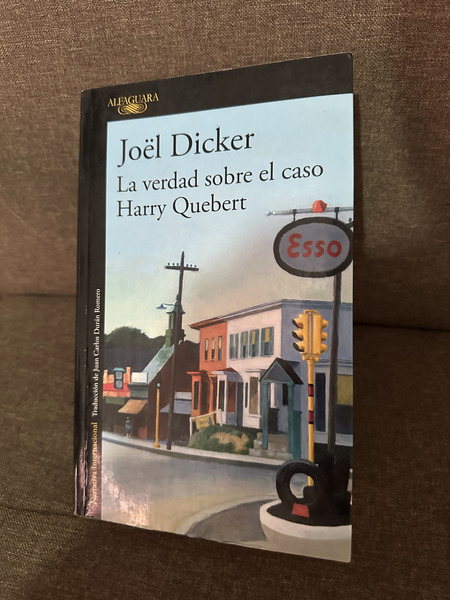 ALFAGUARA
Joël Dicker
La verdad sobre el caso
Harry Quebert
Esso
Narrativa Internacional Traducción de Juan Carlos Durán Romero